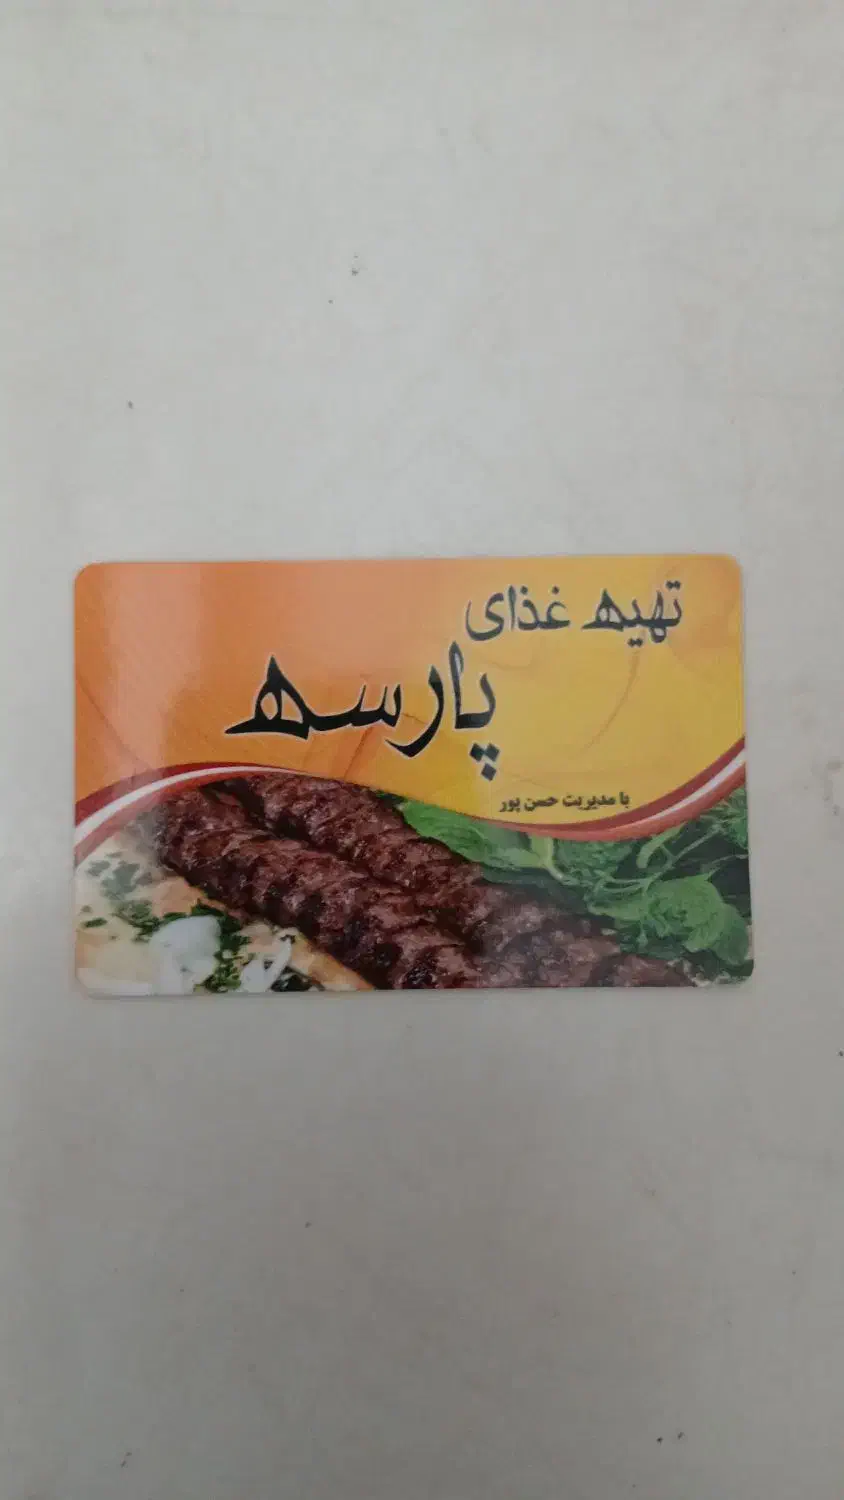 تهیه غذای
پارسه
با مدیریت حسن پور